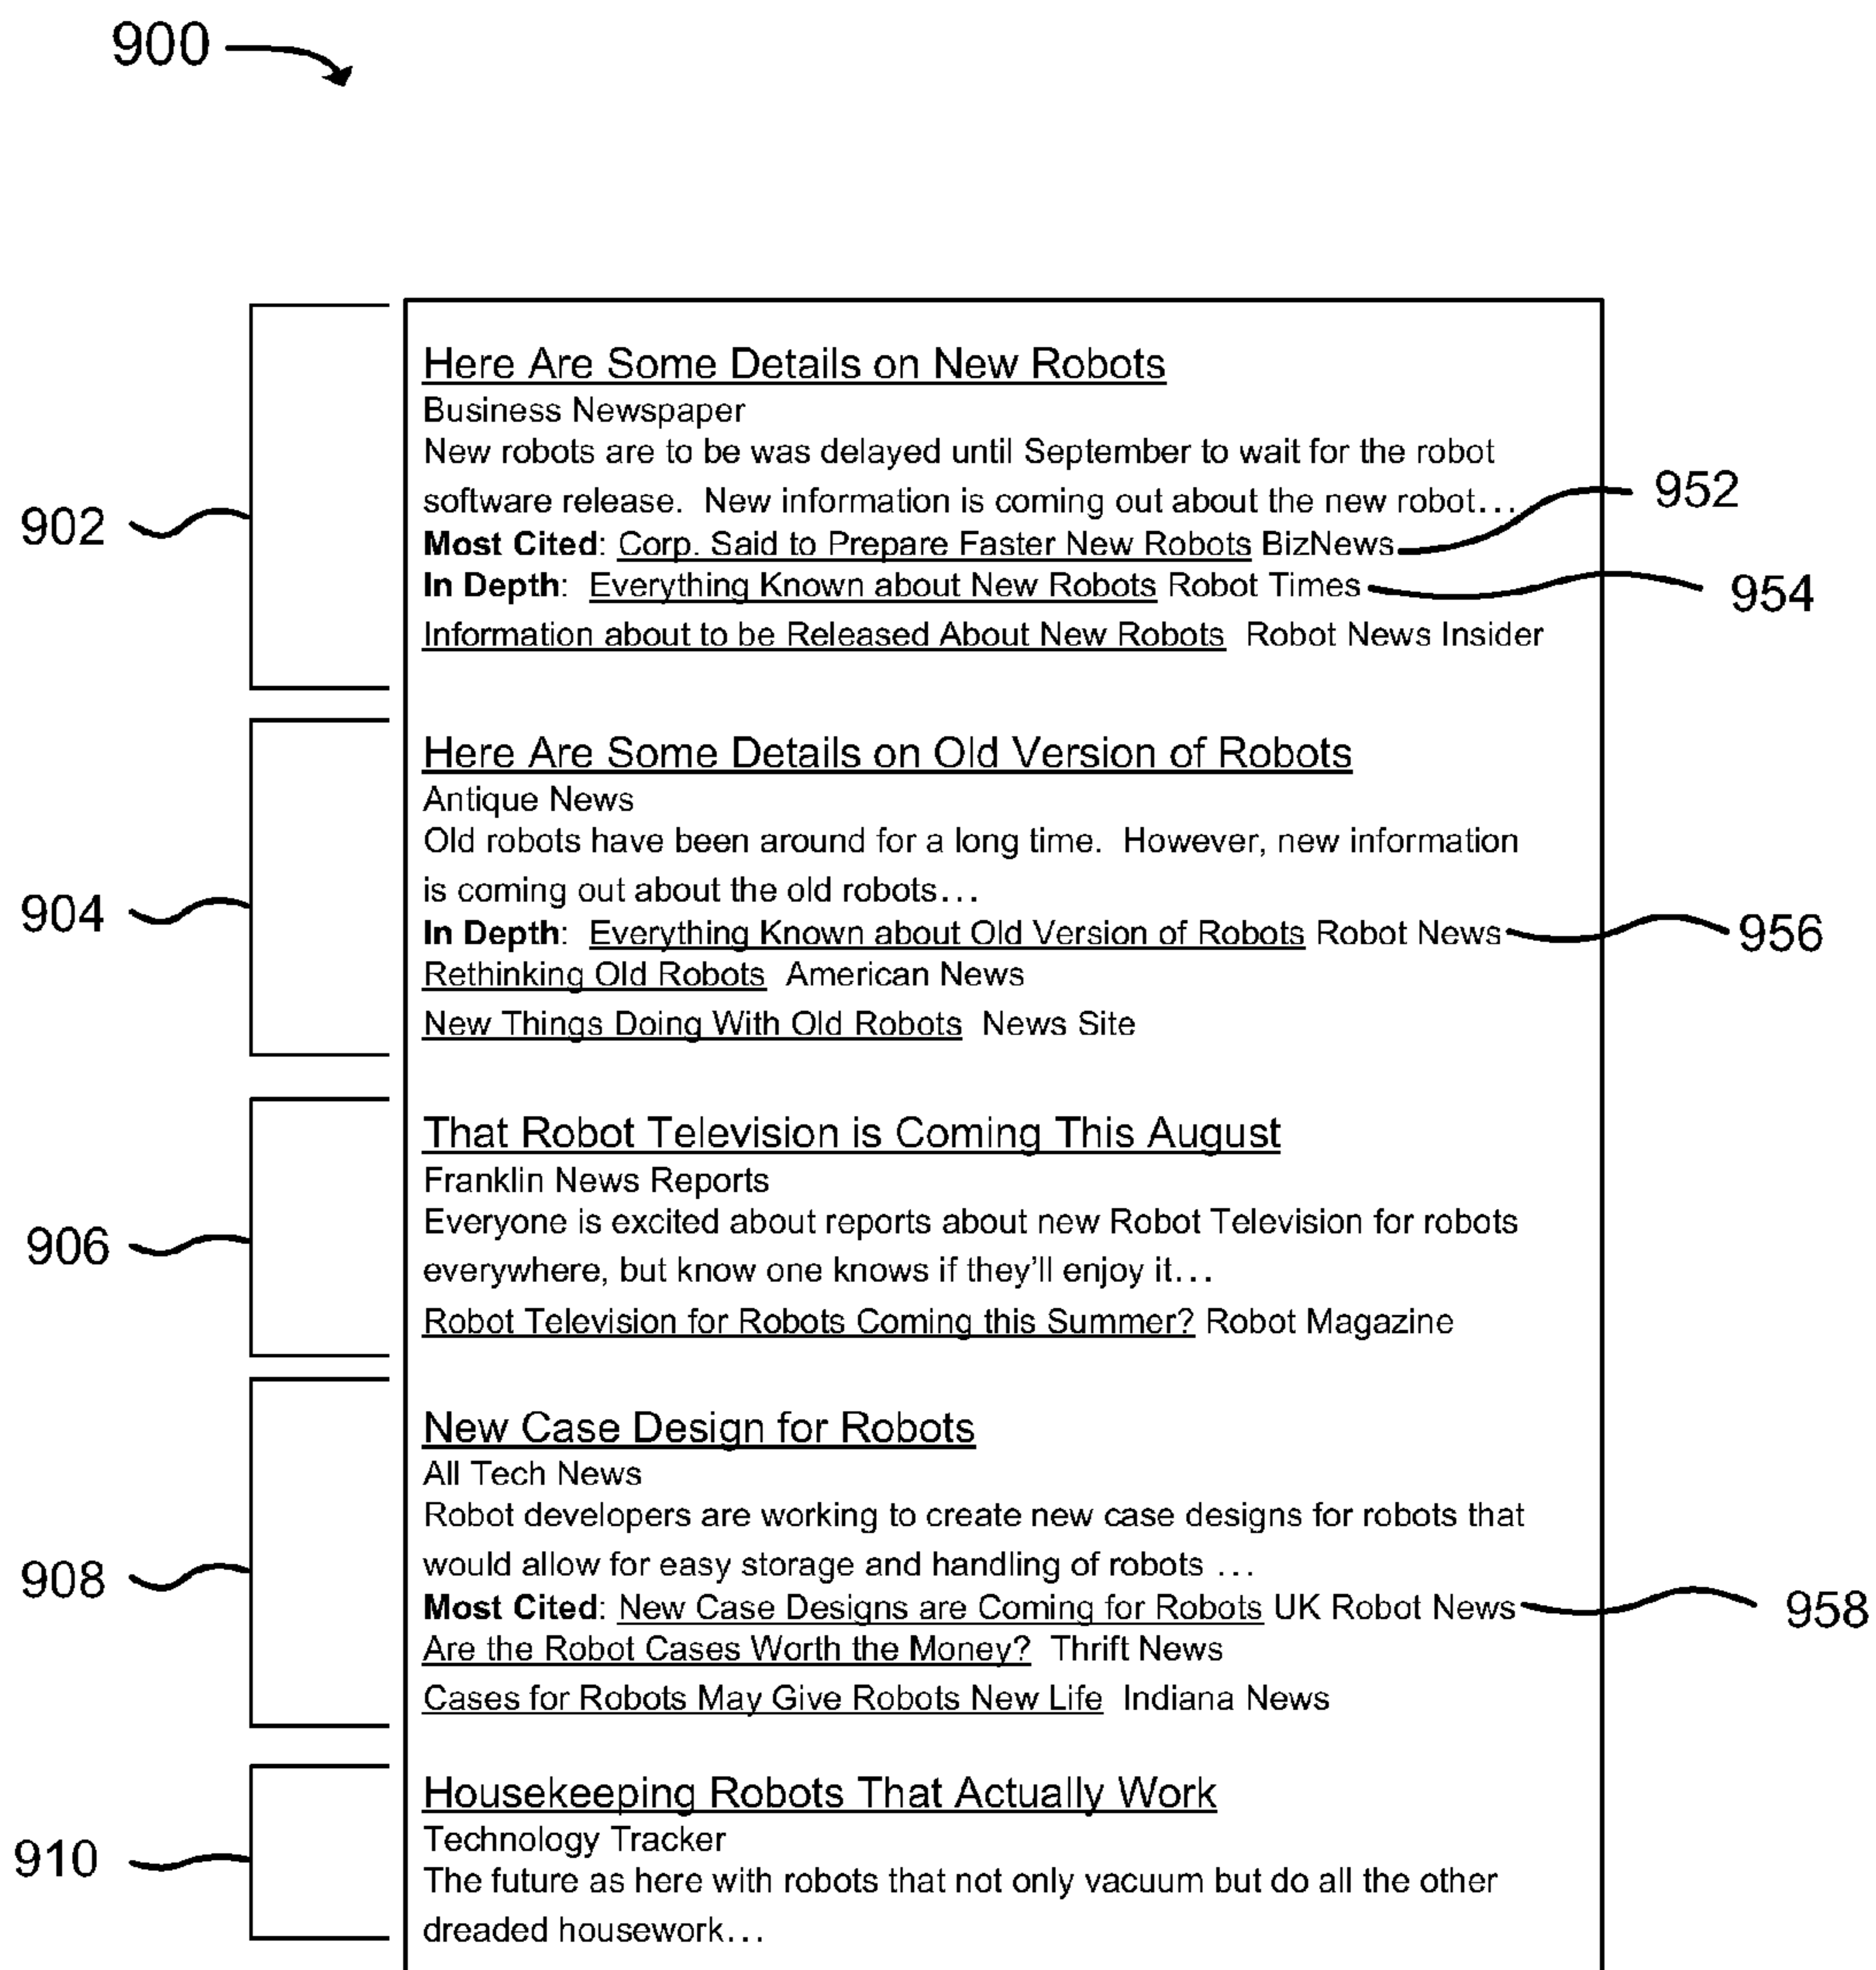 900
902
Here Are Some Details on New Robots
Business Newspaper
New robots are to be was delayed until September to wait for the robot
software release. New information is coming out about the new robot...
Most Cited: Corp. Said to Prepare Faster New Robots BizNews
952
In Depth: Everything Known about New Robots Robot Times
954
Information about to be Released About New Robots Robot News Insider
904
Here Are Some Details on Old Version of Robots
Antique News
Old robots have been around for a long time. However, new information
is coming out about the old robots...
In Depth: Everything Known about Old Version of Robots Robot News
956
Rethinking Old Robots American News
New Things Doing With Old Robots News Site
906
That Robot Television is Coming This August
Franklin News Reports
Everyone is excited about reports about new Robot Television for robots
everywhere, but know one knows if they'll enjoy it...
Robot Television for Robots Coming this Summer? Robot Magazine
908
New Case Design for Robots
All Tech News
Robot developers are working to create new case designs for robots that
would allow for easy storage and handling of robots ...
Most Cited: New Case Designs are Coming for Robots UK Robot News
958
Are the Robot Cases Worth the Money? Thrift News
Cases for Robots May Give Robots New Life Indiana News
910
Housekeeping Robots That Actually Work
Technology Tracker
The future as here with robots that not only vacuum but do all the other
dreaded housework...